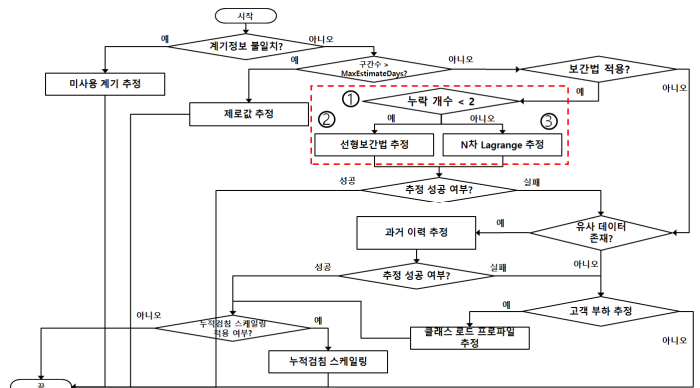 시작
예
계기정보 불일치?
아니오
미사용 계기 추정
예
구간수 >
MaxEstimateDays?
아니오
보간법 적용?
예
아니오
제로값 추정
①
누락 개수 < 2
②
예
아니오
③
선형보간법 추정
N차 Lagrange 추정
성공
추정 성공 여부?
실패
과거 이력 추정
예
유사 데이터
존재?
아니오
성공
추정 성공 여부?
실패
아니오
누적검침 스케일링
적용 여부?
예
예
고객 부하 추정
아니오
클래스 로드 프로파일
추정
누적검침 스케일링
끝